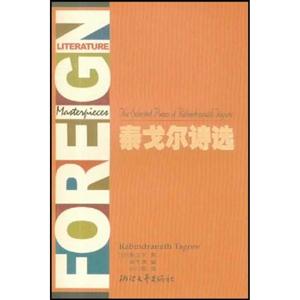 FOREIGN
LITERATURE
Masterpieces
The Selected Poems of Rabindranath Tagore
泰戈尔诗选
Rabindranath Tagore
浙江文艺出版社